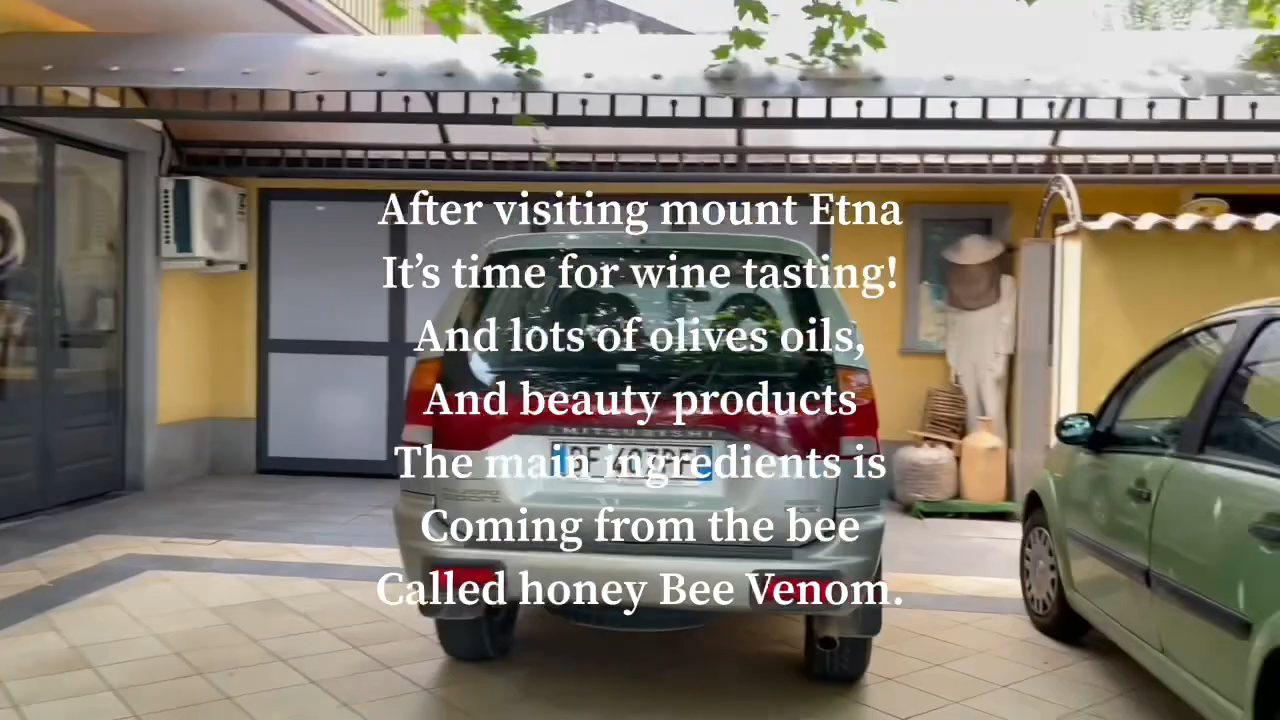 After visiting mount Etna
It’s time for wine tasting!
And lots of olives oils,
And beauty products
The main ingredients is
Coming from the bee
Called honey Bee Venom.
MITSUBISHI